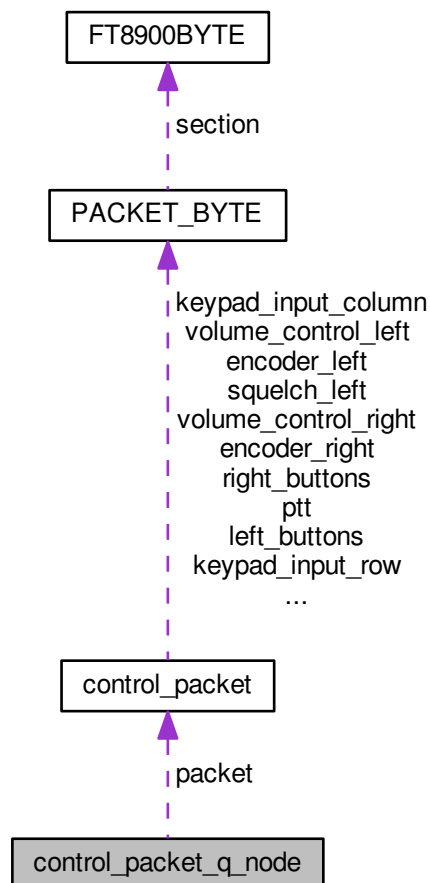 FT8900BYTE
section
PACKET_BYTE
keypad_input_column
volume_control_left
encoder_left
squelch_left
volume_control_right
encoder_right
right_buttons
ptt
left_buttons
keypad_input_row
...
control_packet
packet
control_packet_q_node